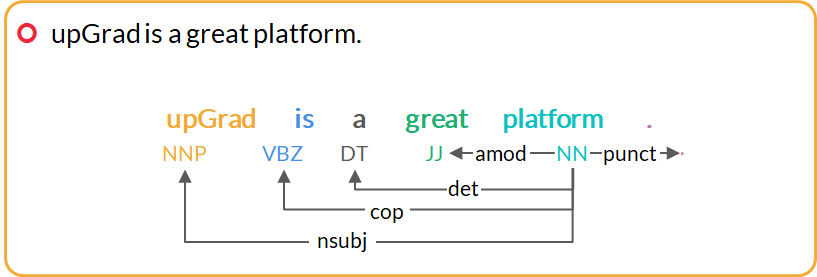 upGrad is a great platform.
upGrad is a great platform .
NNP VBZ DT JJ amod NN punct .
det
cop
nsubj